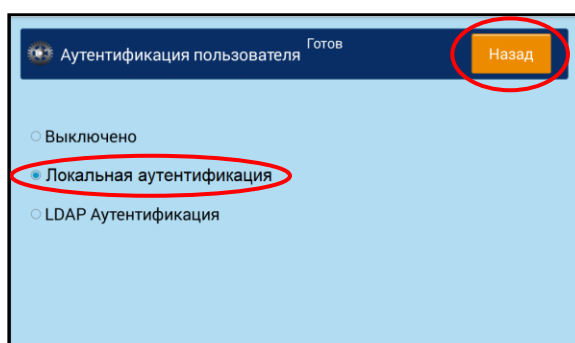 Аутентификация пользователя Готов Назад
Выключено
Локальная аутентификация
LDAP Аутентификация